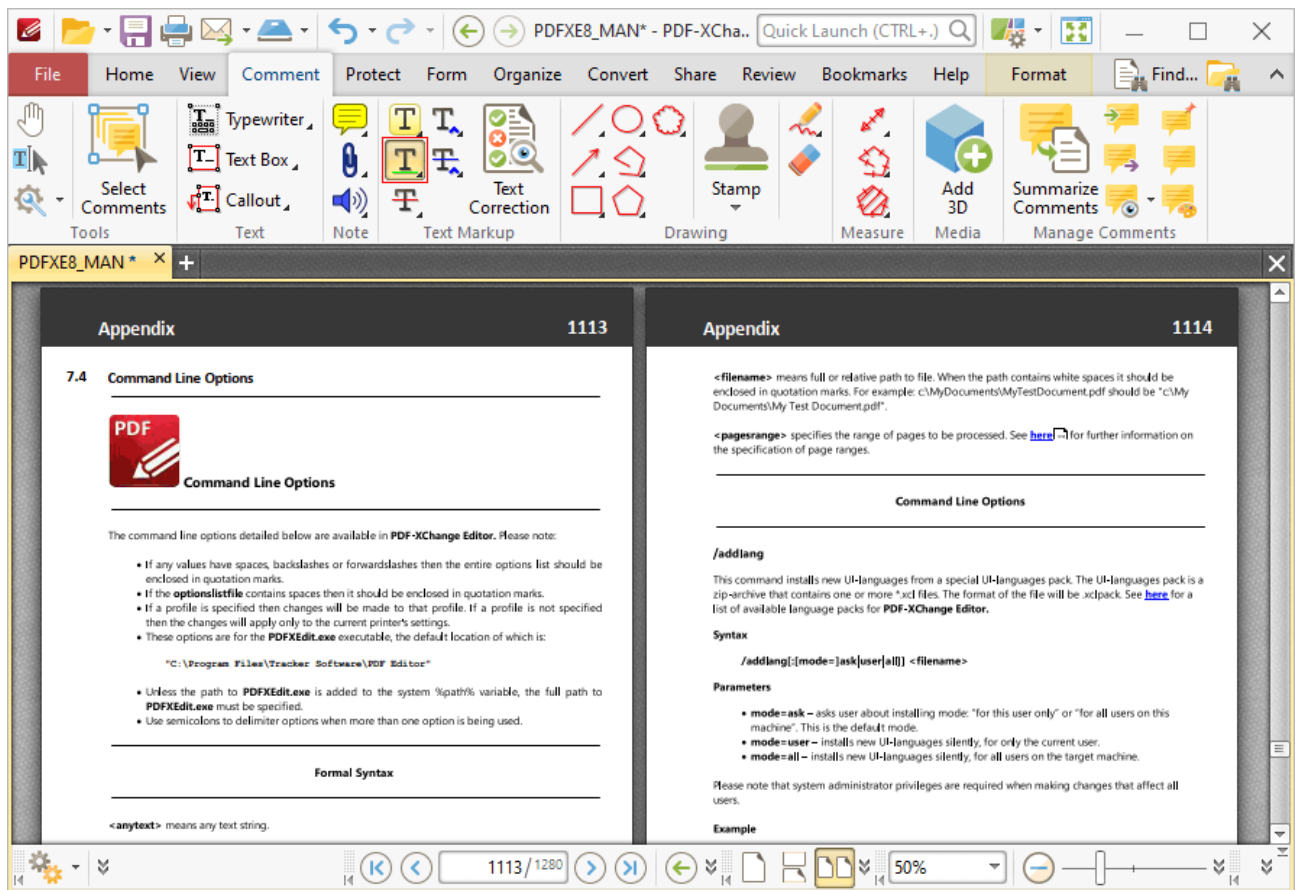 PDFXE8_MAN* - PDF-XCha..
Quick Launch (CTRL+.)
File Home View Comment Protect Form Organize Convert Share Review Bookmarks Help Format Find...
Select Comments
Tools
Typewriter
Text Box
Callout
Text
Note
Text Correction
Text Markup
Drawing
Stamp
Measure
Add 3D
Media
Summarize Comments
Manage Comments
PDFXE8_MAN *
Appendix 1113
7.4 Command Line Options
PDF
Command Line Options
The command line options detailed below are available in PDF-XChange Editor. Please note:
• If any values have spaces, backslashes or forwardslashes then the entire options list should be
enclosed in quotation marks.
• If the optionslistfile contains spaces then it should be enclosed in quotation marks.
• If a profile is specified then changes will be made to that profile. If a profile is not specified
then the changes will apply only to the current printer's settings.
• These options are for the PDFXEdit.exe executable, the default location of which is:
"C:\Program Files\Tracker Software\PDF Editor"
• Unless the path to PDFXEdit.exe is added to the system %path% variable, the full path to
PDFXEdit.exe must be specified.
• Use semicolons to delimiter options when more than one option is being used.
Formal Syntax
<anytext> means any text string.
Appendix 1114
<filename> means full or relative path to file. When the path contains white spaces it should be
enclosed in quotation marks. For example: c:\MyDocuments\MyTestDocument.pdf should be "c:\My
Documents\My Test Document.pdf".
<pagesrange> specifies the range of pages to be processed. See here for further information on
the specification of page ranges.
Command Line Options
/addlang
This command installs new UI-languages from a special UI-languages pack. The UI-languages pack is a
zip-archive that contains one or more *.xcl files. The format of the file will be .xclpack. See here for a
list of available language packs for PDF-XChange Editor.
Syntax
/addlang[:[mode=]ask|user|all]] <filename>
Parameters
• mode=ask – asks user about installing mode: "for this user only" or "for all users on this
machine". This is the default mode.
• mode=user – installs new UI-languages silently, for only the current user.
• mode=all – installs new UI-languages silently, for all users on the target machine.
Please note that system administrator privileges are required when making changes that affect all
users.
Example
1113/1280
50%